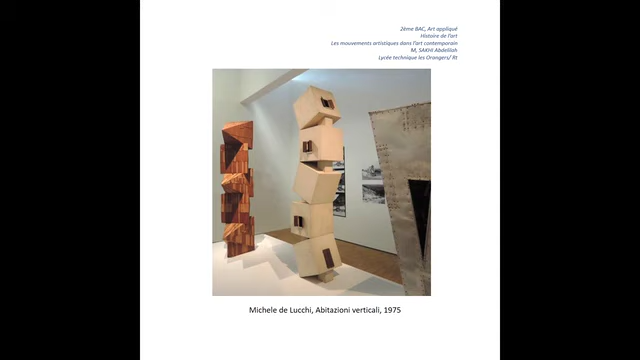 2ème BAC, Art appliqué
Histoire de l'art
Les mouvements artistiques dans l'art contemporain
M, SAKHI Abdelilah
Lycée technique les Orangers/ Rt
Michele de Lucchi, Abitazioni verticali, 1975